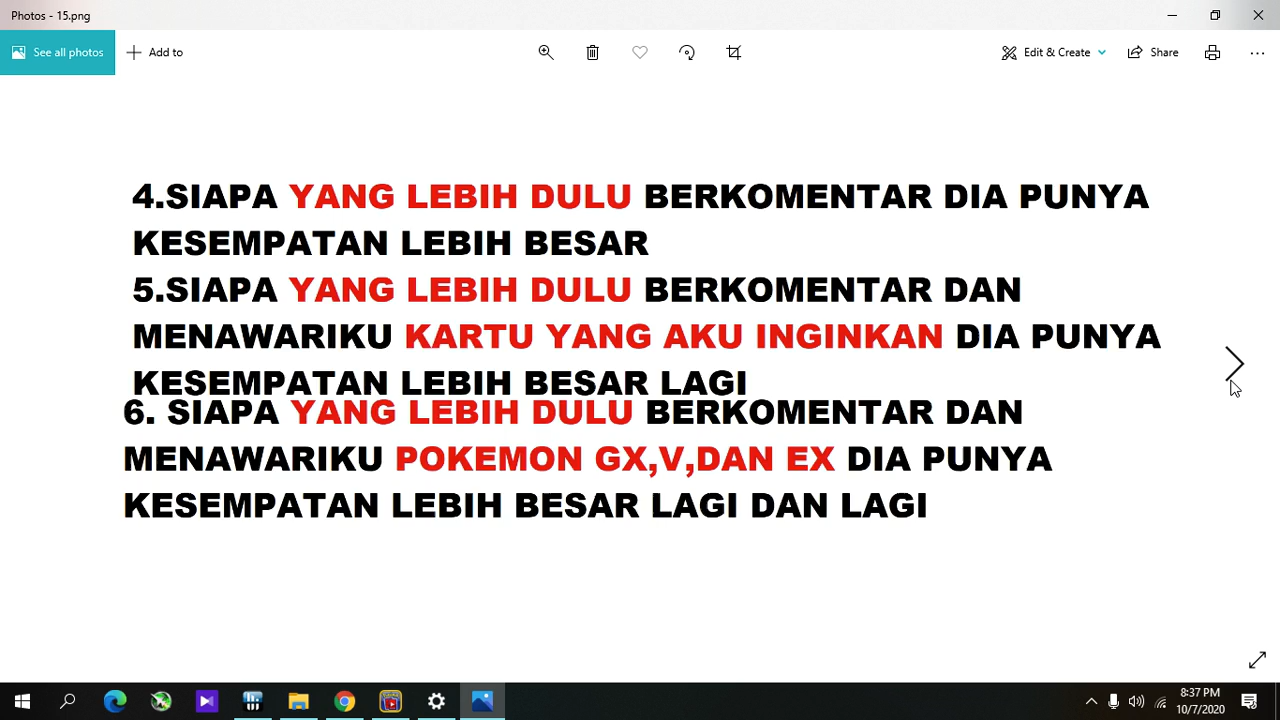 Photos - 15.png
See all photos
Add to
Edit & Create
Share
4.SIAPA YANG LEBIH DULU BERKOMENTAR DIA PUNYA
KESEMPATAN LEBIH BESAR
5.SIAPA YANG LEBIH DULU BERKOMENTAR DAN
MENAWARIKU KARTU YANG AKU INGINKAN DIA PUNYA
KESEMPATAN LEBIH BESAR LAGI
6. SIAPA YANG LEBIH DULU BERKOMENTAR DAN
MENAWARIKU POKEMON GX,V,DAN EX DIA PUNYA
KESEMPATAN LEBIH BESAR LAGI DAN LAGI
8:37 PM
10/7/2020